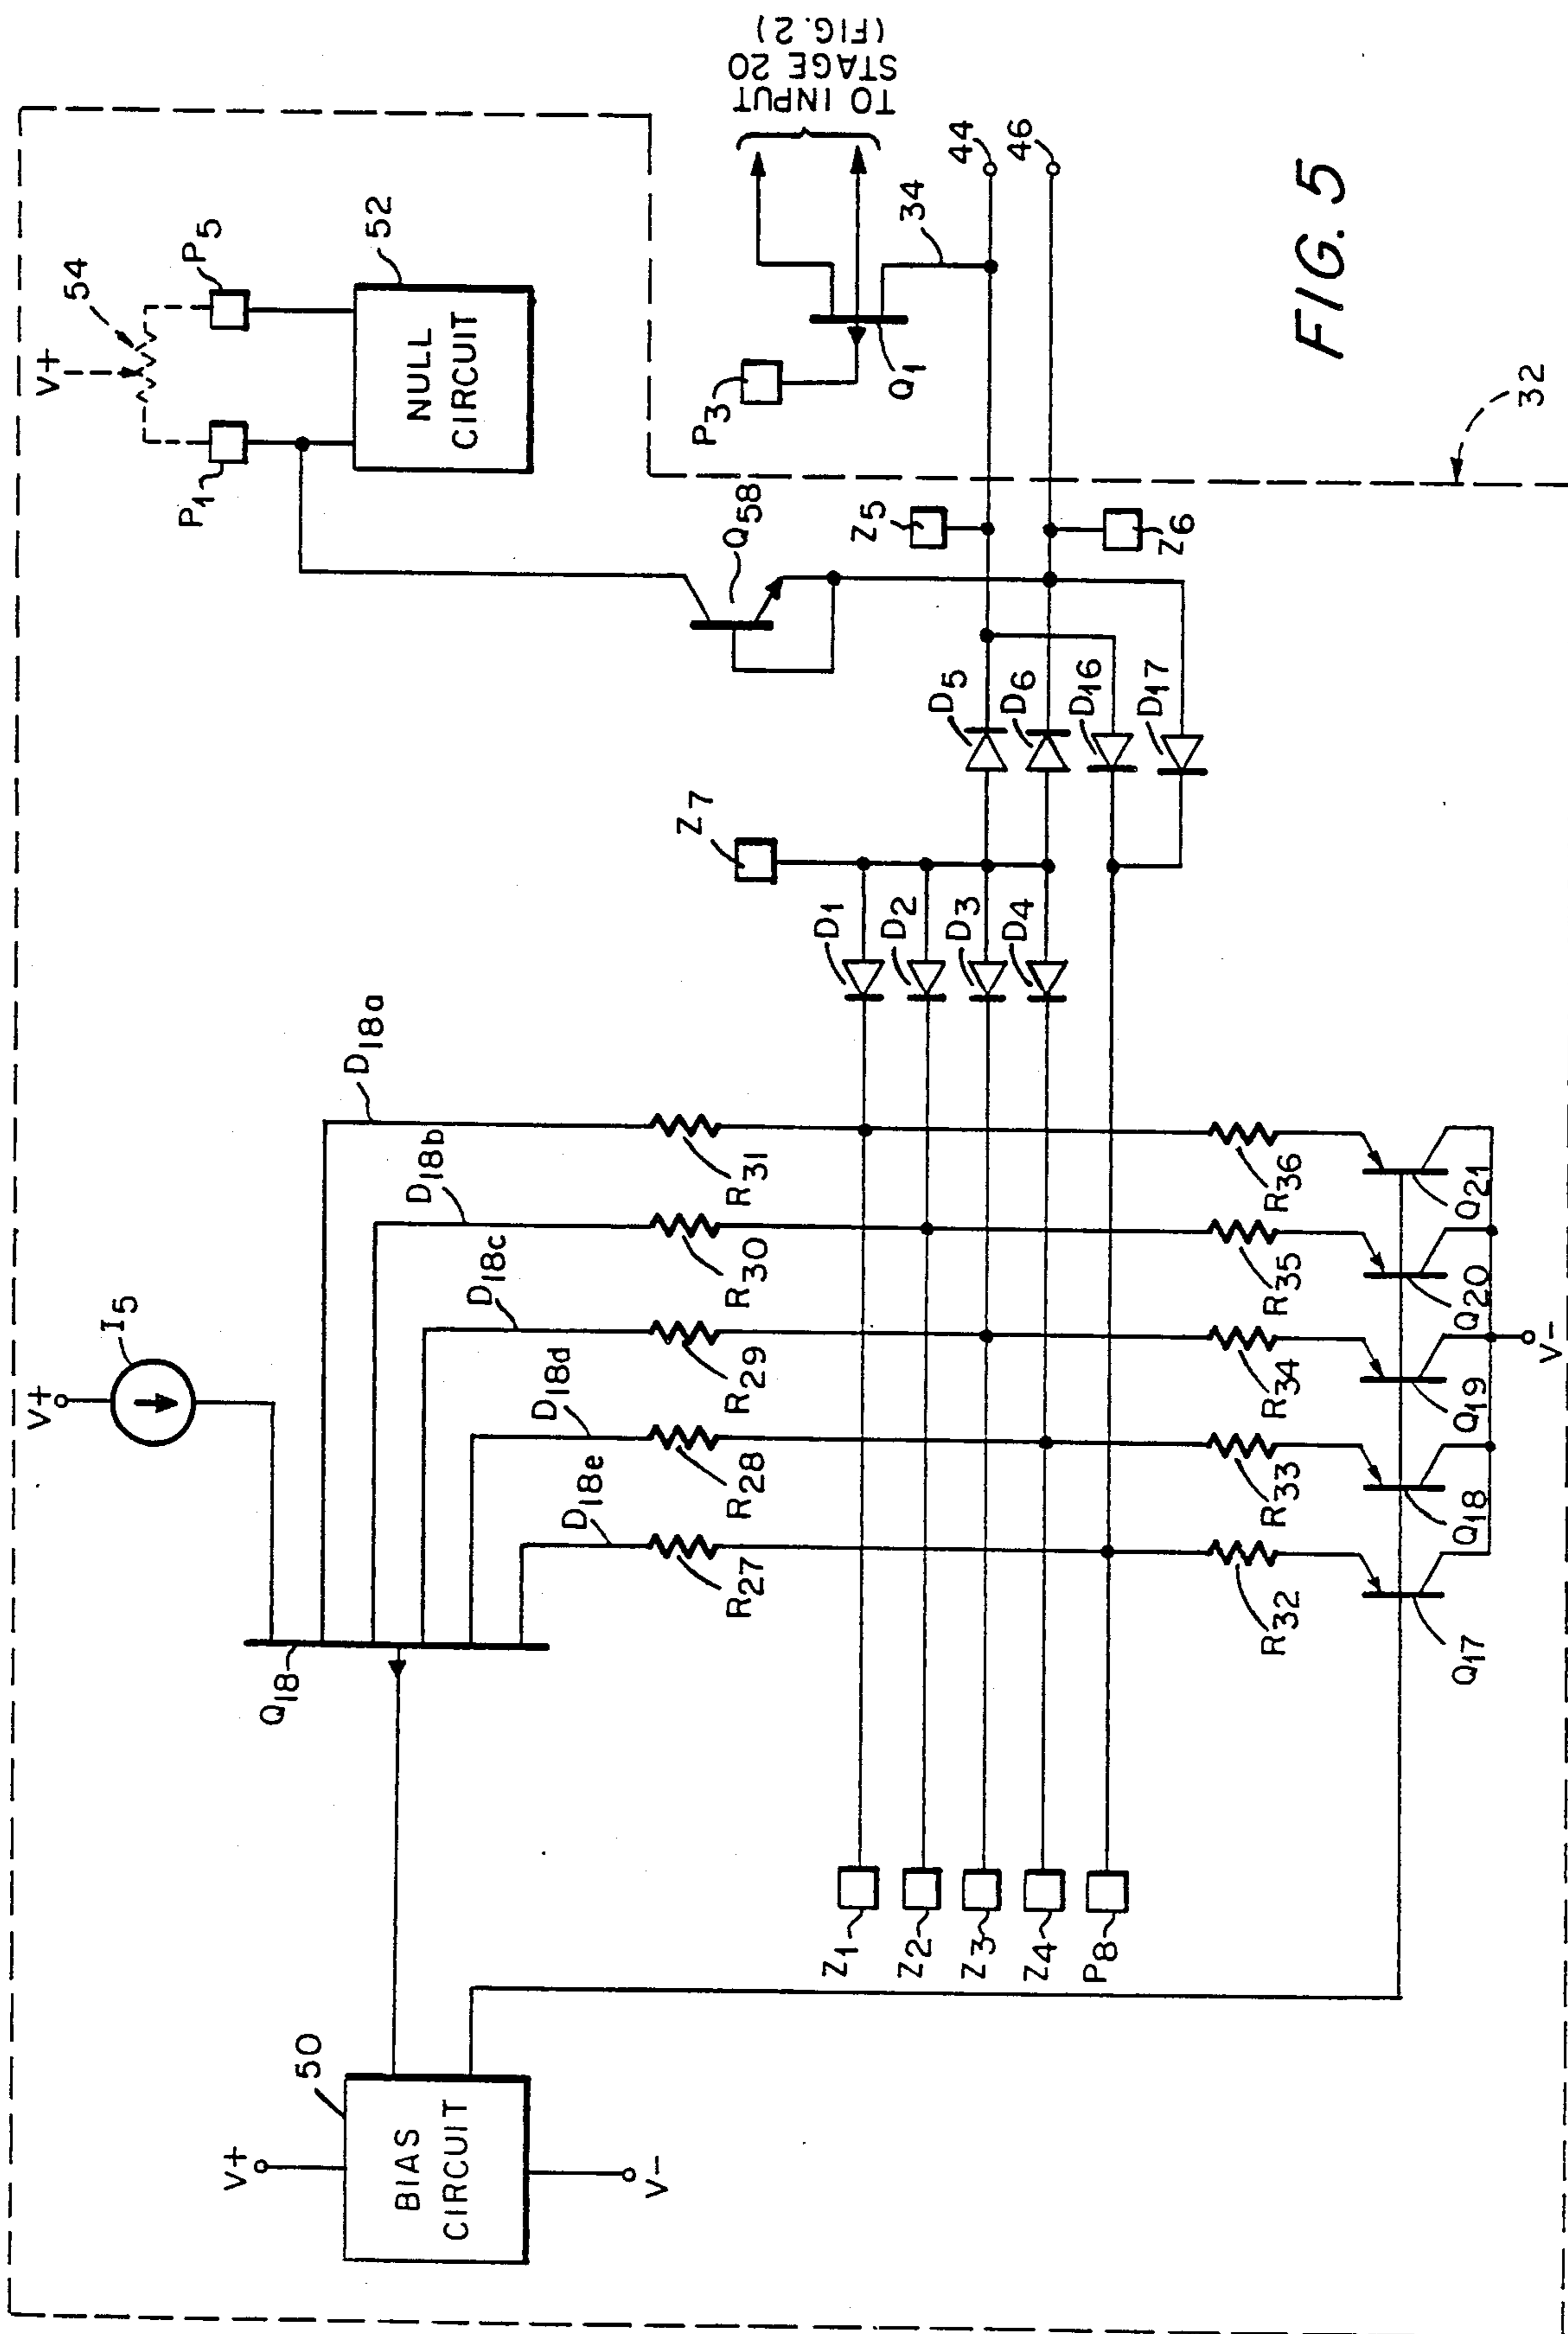 V+
54
P1
P5
52
NULL
CIRCUIT
TO INPUT
STAGE 20
(FIG. 2)
P3
Q1
34
44
46
Q58
Z5
Z6
32
FIG. 5
Z7
D5
D6
D16
D17
D1
D2
D3
D4
V+
I5
Q18
D18a
D18b
D18c
D18d
D18e
R31
R30
R29
R28
R27
R36
R35
R34
R33
R32
Q21
Q20
Q19
Q18
Q17
V-
Z1
Z2
Z3
Z4
P8
50
V+
BIAS
CIRCUIT
V-